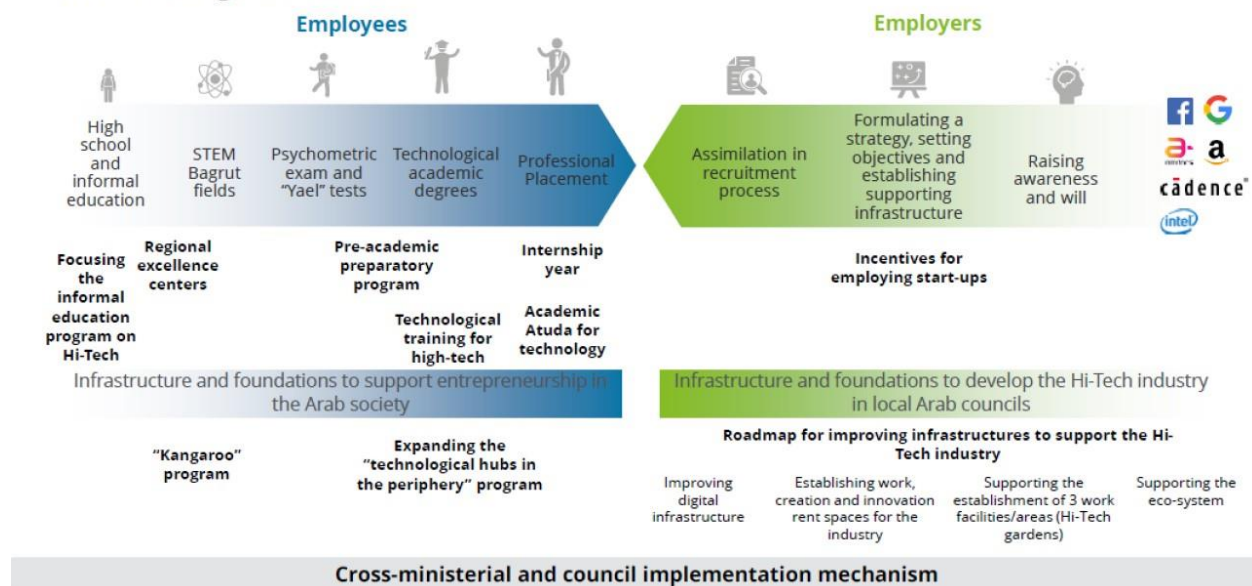 Employees
Employers
High
school
and
informal
education
STEM
Bagrut
fields
Psychometric
exam and
"Yael" tests
Technological
academic
degrees
Professional
Placement
Assimilation in
recruitment
process
Formulating a
strategy, setting
objectives and
establishing
supporting
infrastructure
Raising
awareness
and will
cādence®
intel
Focusing
the
informal
education
program on
Hi-Tech
Regional
excellence
centers
Pre-academic
preparatory
program
Technological
training for
high-tech
Internship
year
Academic
Atuda for
technology
Incentives for
employing start-ups
Infrastructure and foundations to support entrepreneurship in
the Arab society
Infrastructure and foundations to develop the Hi-Tech industry
in local Arab councils
"Kangaroo"
program
Expanding the
"technological hubs in
the periphery" program
Roadmap for improving infrastructures to support the Hi-
Tech industry
Improving
digital
infrastructure
Establishing work,
creation and innovation
rent spaces for the
industry
Supporting the
establishment of 3 work
facilities/areas (Hi-Tech
gardens)
Supporting the
eco-system
Cross-ministerial and council implementation mechanism